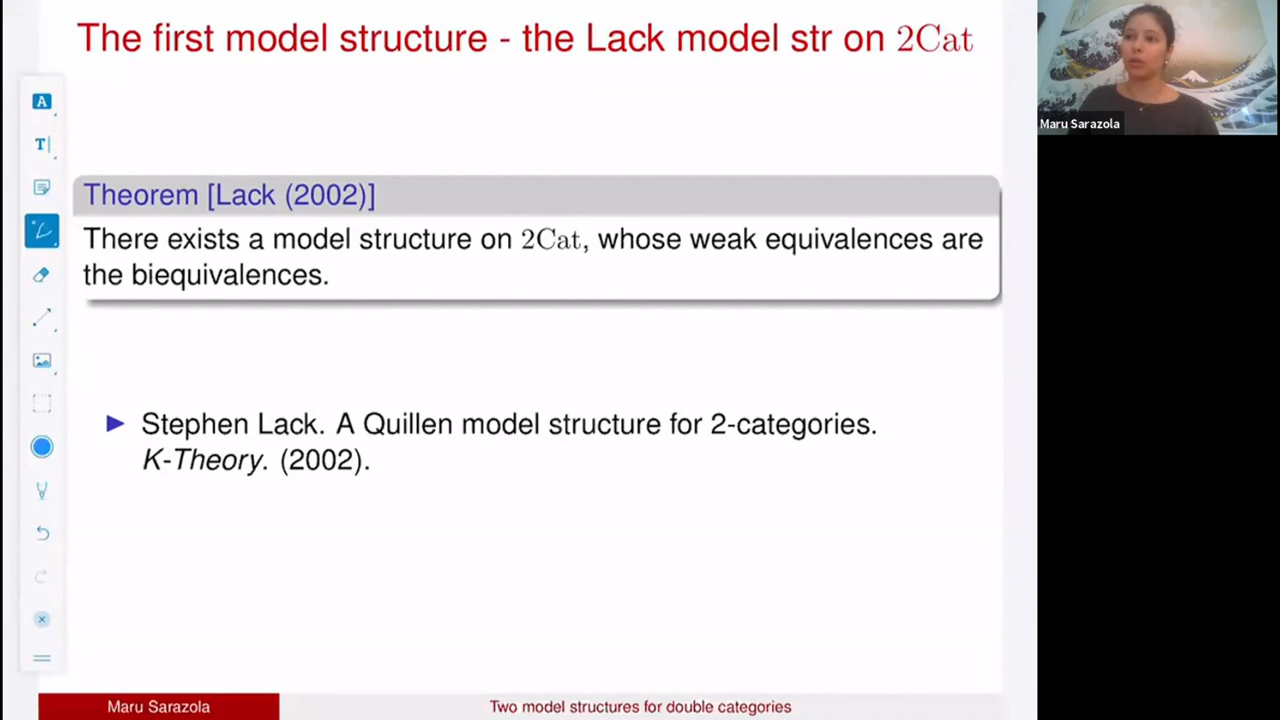 The first model structure - the Lack model str on 2Cat
Maru Sarazola
A
T
Theorem [Lack (2002)]
There exists a model structure on 2Cat, whose weak equivalences are
the biequivalences.
Stephen Lack. A Quillen model structure for 2-categories.
K-Theory. (2002).
Maru Sarazola
Two model structures for double categories